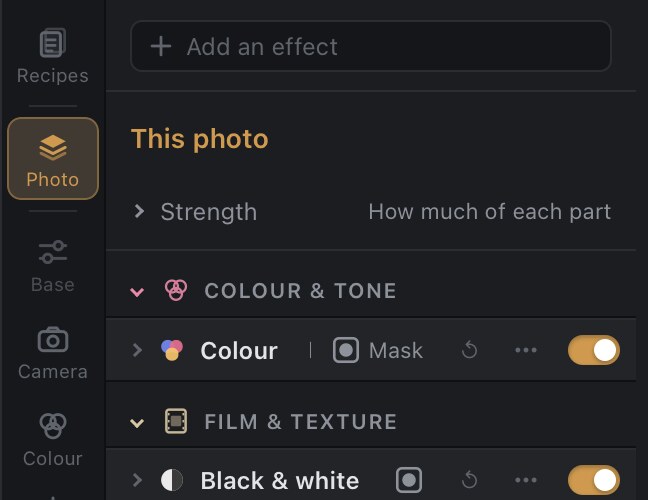 Recipes
Photo
Base
Camera
Colour
Add an effect
This photo
Strength How much of each part
COLOUR & TONE
Colour Mask
FILM & TEXTURE
Black & white